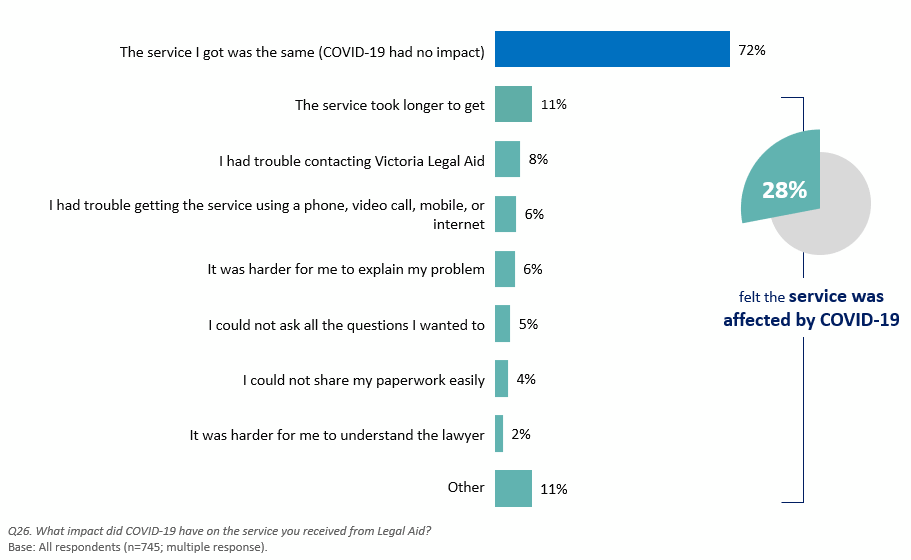 The service I got was the same (COVID-19 had no impact)
72%
The service took longer to get
11%
I had trouble contacting Victoria Legal Aid
8%
I had trouble getting the service using a phone, video call, mobile, or
internet
6%
It was harder for me to explain my problem
6%
I could not ask all the questions I wanted to
5%
I could not share my paperwork easily
4%
It was harder for me to understand the lawyer
2%
Other
11%
28%
felt the service was
affected by COVID-19
Q26. What impact did COVID-19 have on the service you received from Legal Aid?
Base: All respondents (n=745; multiple response).